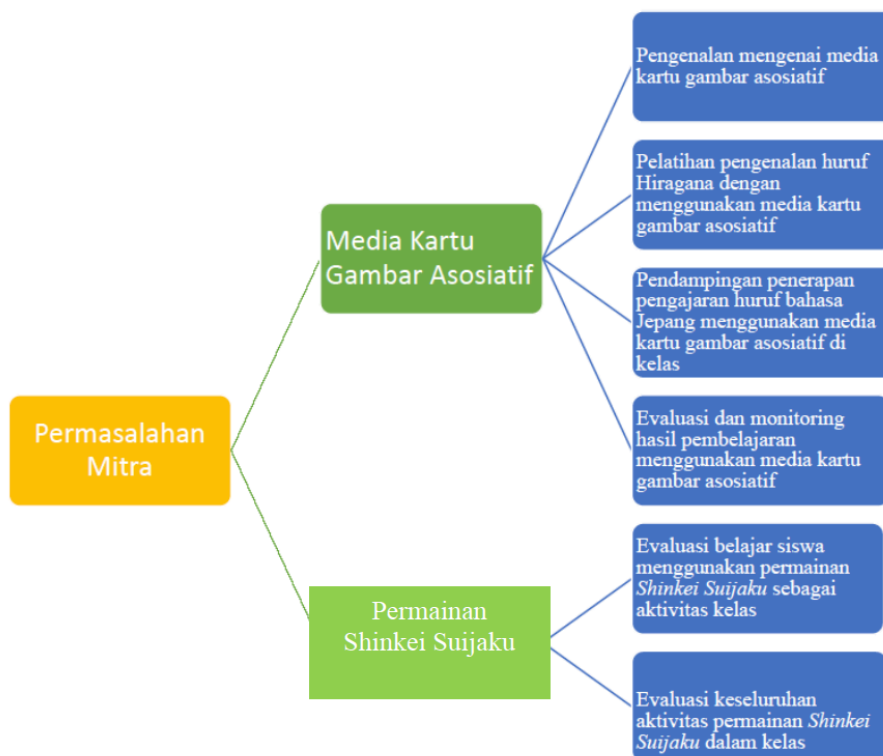 Permasalahan
Mitra
Media Kartu
Gambar Asosiatif
Pengenalan mengenai media
kartu gambar asosiatif
Pelatihan pengenalan huruf
Hiragana dengan
menggunakan media kartu
gambar asosiatif
Pendampingan penerapan
pengajaran huruf bahasa
Jepang menggunakan media
kartu gambar asosiatif di
kelas
Evaluasi dan monitoring
hasil pembelajaran
menggunakan media kartu
gambar asosiatif
Permainan
Shinkei Suijaku
Evaluasi belajar siswa
menggunakan permainan
Shinkei Suijaku sebagai
aktivitas kelas
Evaluasi keseluruhan
aktivitas permainan Shinkei
Suijaku dalam kelas